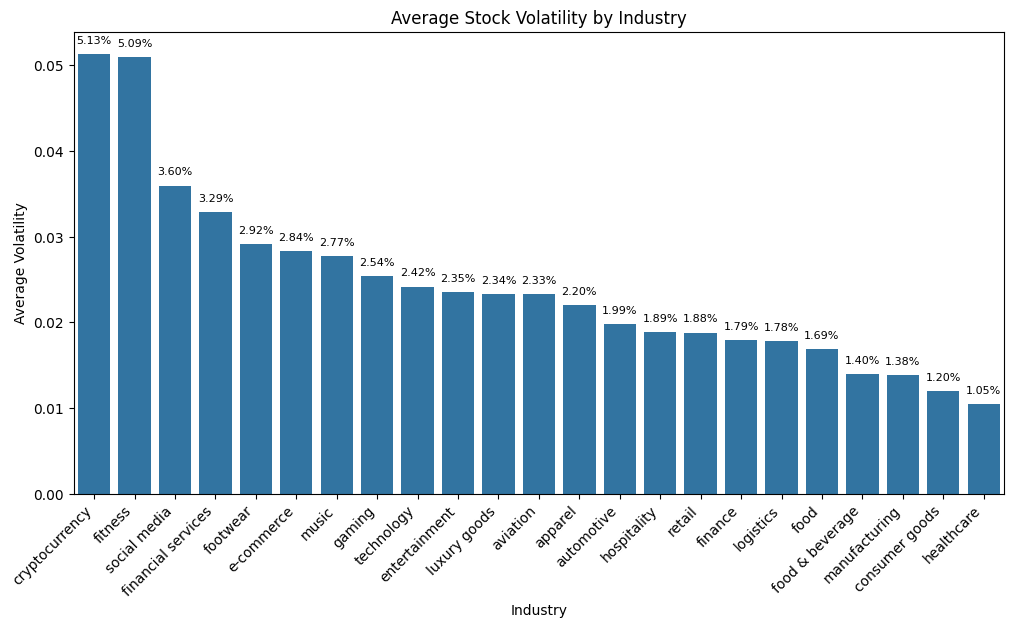 Average Stock Volatility by Industry
Average Volatility
0.05
0.04
0.03
0.02
0.01
0.00
5.13%
5.09%
3.60%
3.29%
2.92%
2.84%
2.77%
2.54%
2.42%
2.35%
2.34%
2.33%
2.20%
1.99%
1.89%
1.88%
1.79%
1.78%
1.69%
1.40%
1.38%
1.20%
1.05%
cryptocurrency
fitness
social media
financial services
footwear
e-commerce
music
gaming
technology
entertainment
luxury goods
aviation
apparel
automotive
hospitality
retail
finance
logistics
food
food & beverage
manufacturing
consumer goods
healthcare
Industry